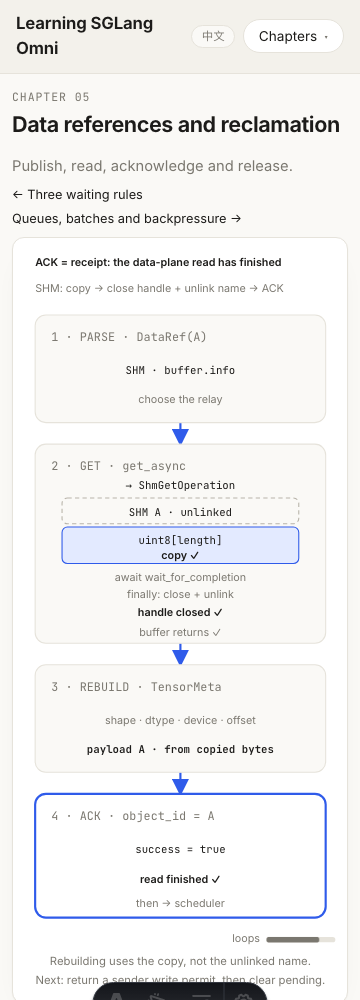 Learning SGLang
Omni
中文
Chapters
CHAPTER 05
Data references and reclamation
Publish, read, acknowledge and release.
← Three waiting rules
Queues, batches and backpressure →
ACK = receipt: the data-plane read has finished
SHM: copy → close handle + unlink name → ACK
1 · PARSE · DataRef(A)
SHM · buffer.info
choose the relay
2 · GET · get_async
→ ShmGetOperation
SHM A · unlinked
uint8[length]
copy ✓
await wait_for_completion
finally: close + unlink
handle closed ✓
buffer returns ✓
3 · REBUILD · TensorMeta
shape · dtype · device · offset
payload A · from copied bytes
4 · ACK · object_id = A
success = true
read finished ✓
then → scheduler
loops
Rebuilding uses the copy, not the unlinked name.
Next: return a sender write permit, then clear pending.